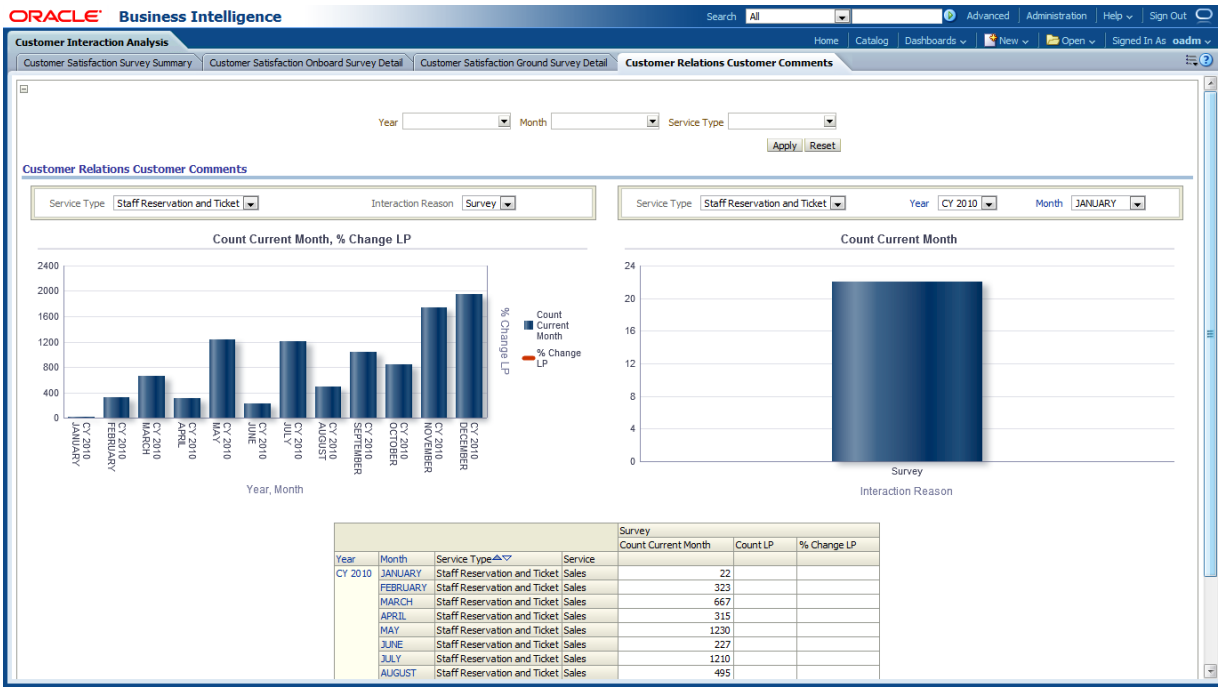 ORACLE Business Intelligence
Search All Advanced Administration Help Sign Out
Customer Interaction Analysis
Home Catalog Dashboards New Open Signed In As oadm
Customer Satisfaction Survey Summary Customer Satisfaction Onboard Survey Detail Customer Satisfaction Ground Survey Detail Customer Relations Customer Comments
Year Month Service Type
Apply Reset
Customer Relations Customer Comments
Service Type Staff Reservation and Ticket Interaction Reason Survey
Service Type Staff Reservation and Ticket Year CY 2010 Month JANUARY
Count Current Month, % Change LP
2400
2000
1600
1200
800
400
0
CY 2010 JANUARY
CY 2010 FEBRUARY
CY 2010 MARCH
CY 2010 APRIL
CY 2010 MAY
CY 2010 JUNE
CY 2010 JULY
CY 2010 AUGUST
CY 2010 SEPTEMBER
CY 2010 OCTOBER
CY 2010 NOVEMBER
CY 2010 DECEMBER
Year, Month
% Change LP
Count
Current
Month
% Change
LP
Count Current Month
24
20
16
12
8
4
0
Survey
Interaction Reason
Survey
Count Current Month Count LP % Change LP
Year Month Service Type Service
CY 2010 JANUARY Staff Reservation and Ticket Sales 22
FEBRUARY Staff Reservation and Ticket Sales 323
MARCH Staff Reservation and Ticket Sales 667
APRIL Staff Reservation and Ticket Sales 315
MAY Staff Reservation and Ticket Sales 1230
JUNE Staff Reservation and Ticket Sales 227
JULY Staff Reservation and Ticket Sales 1210
AUGUST Staff Reservation and Ticket Sales 495